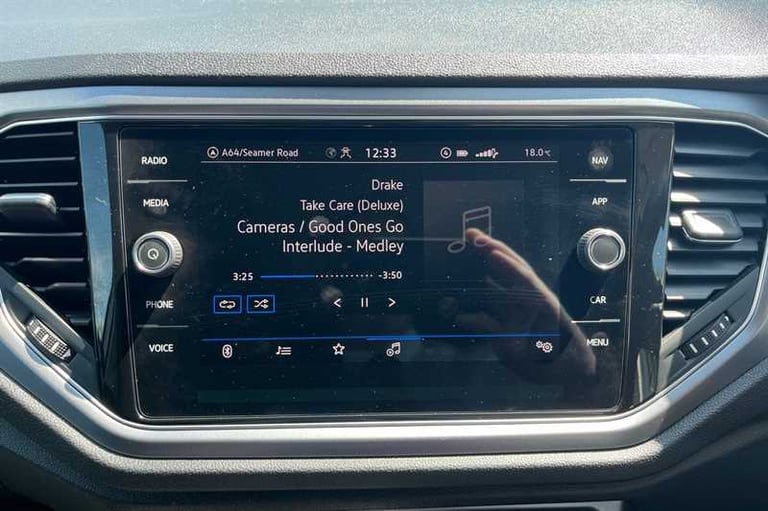 RADIO
MEDIA
PHONE
VOICE
A64/Seamer Road
12:33
4
18.0°C
Drake
Take Care (Deluxe)
Cameras / Good Ones Go
Interlude - Medley
3:25
-3:50
NAV
APP
CAR
MENU